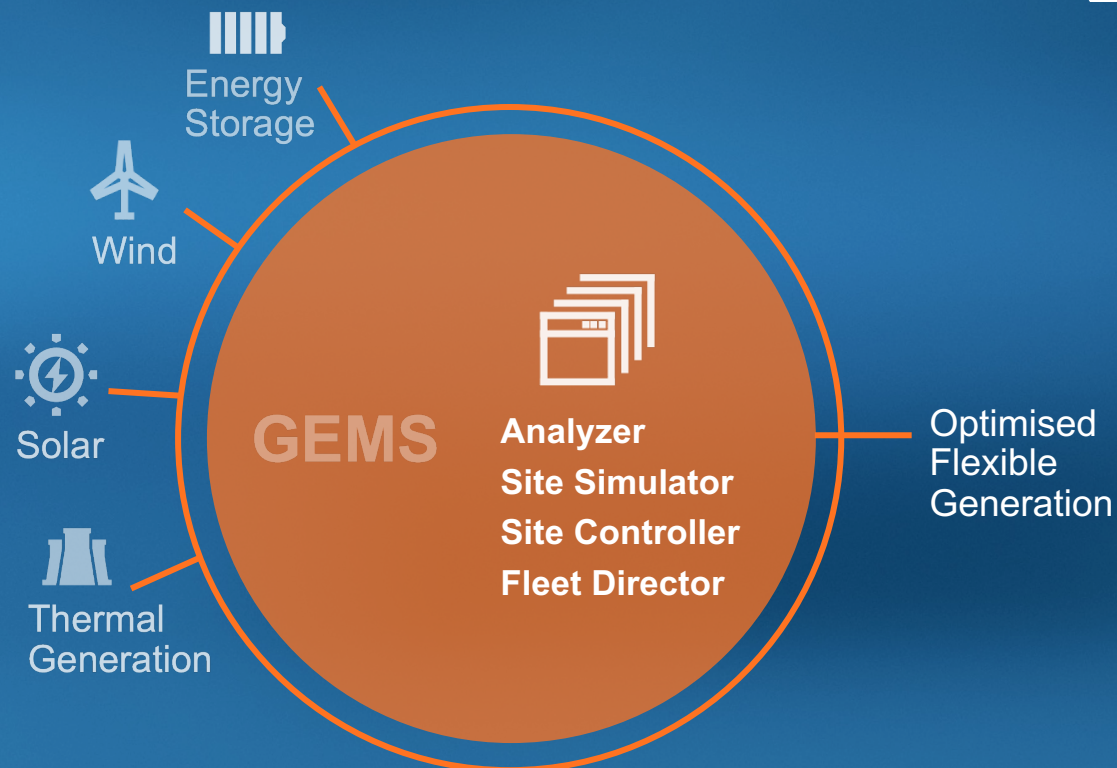 Energy
Storage
Wind
Solar
Thermal
Generation
GEMS
Analyzer
Site Simulator
Site Controller
Fleet Director
Optimised
Flexible
Generation